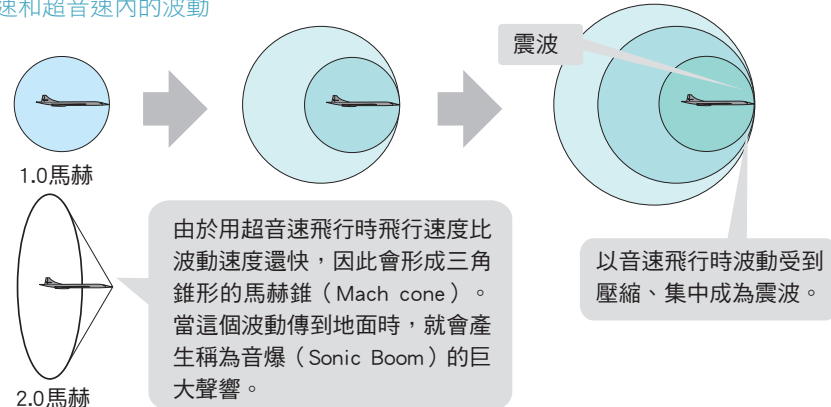 速和超音速內的波動
震波
1.0馬赫
由於用超音速飛行時飛行速度比
波動速度還快，因此會形成三角
錐形的馬赫錐（Mach cone）。
當這個波動傳到地面時，就會產
生稱為音爆（Sonic Boom）的巨
大聲響。
以音速飛行時波動受到
壓縮、集中成為震波。
2.0馬赫